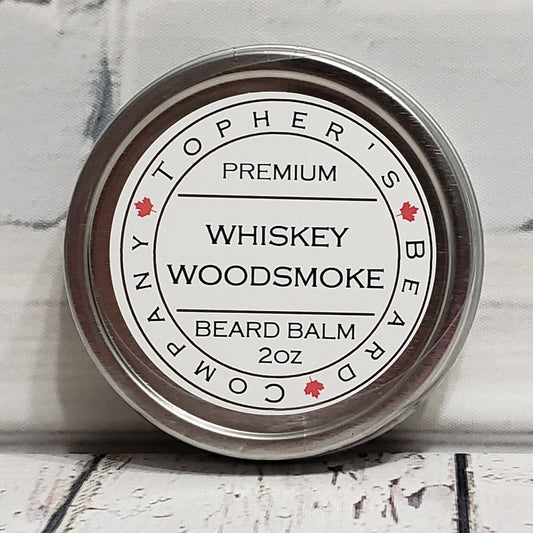 TOPHER'S BEARD COMPANY
PREMIUM
WHISKEY
WOODSMOKE
BEARD BALM
2oz